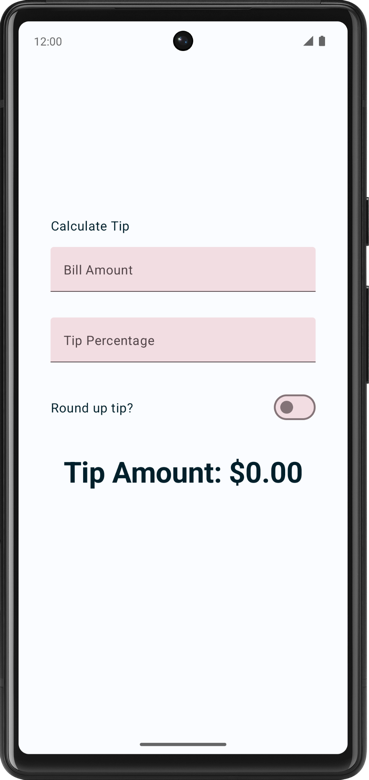 12:00
Calculate Tip
Bill Amount
Tip Percentage
Round up tip?
Tip Amount: $0.00